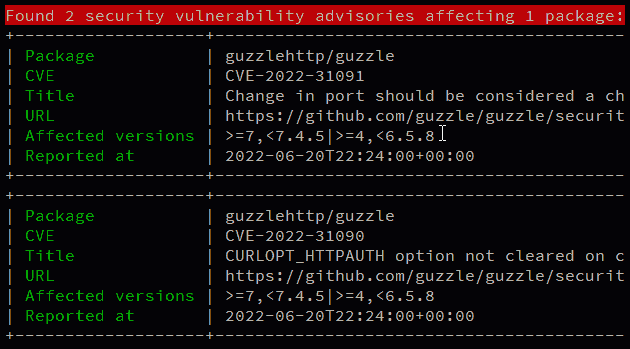 Found 2 security vulnerability advisories affecting 1 package:
+-------------------+----------------------------------------
| Package | guzzlehttp/guzzle
| CVE | CVE-2022-31091
| Title | Change in port should be considered a ch
| URL | https://github.com/guzzle/guzzle/securit
| Affected versions | >=7,<7.4.5|>=4,<6.5.8
| Reported at | 2022-06-20T22:24:00+00:00
+-------------------+----------------------------------------
+-------------------+----------------------------------------
| Package | guzzlehttp/guzzle
| CVE | CVE-2022-31090
| Title | CURLOPT_HTTPAUTH option not cleared on c
| URL | https://github.com/guzzle/guzzle/securit
| Affected versions | >=7,<7.4.5|>=4,<6.5.8
| Reported at | 2022-06-20T22:24:00+00:00
+-------------------+----------------------------------------